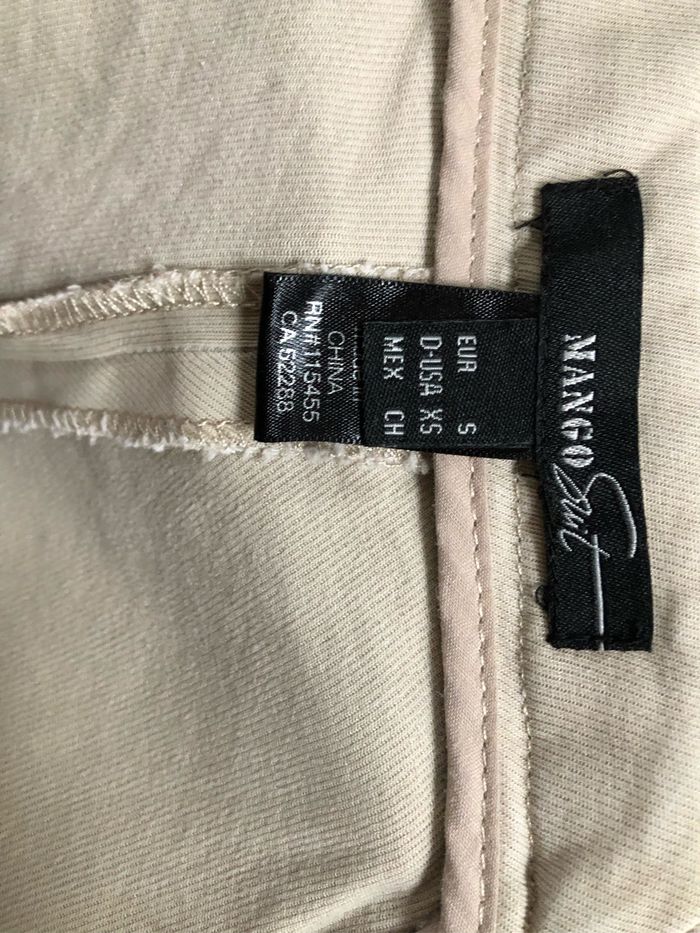 MANGO
Suit
EUR S
D-USA XS
MEX CH
CHINA
RN#115455
CA 52288